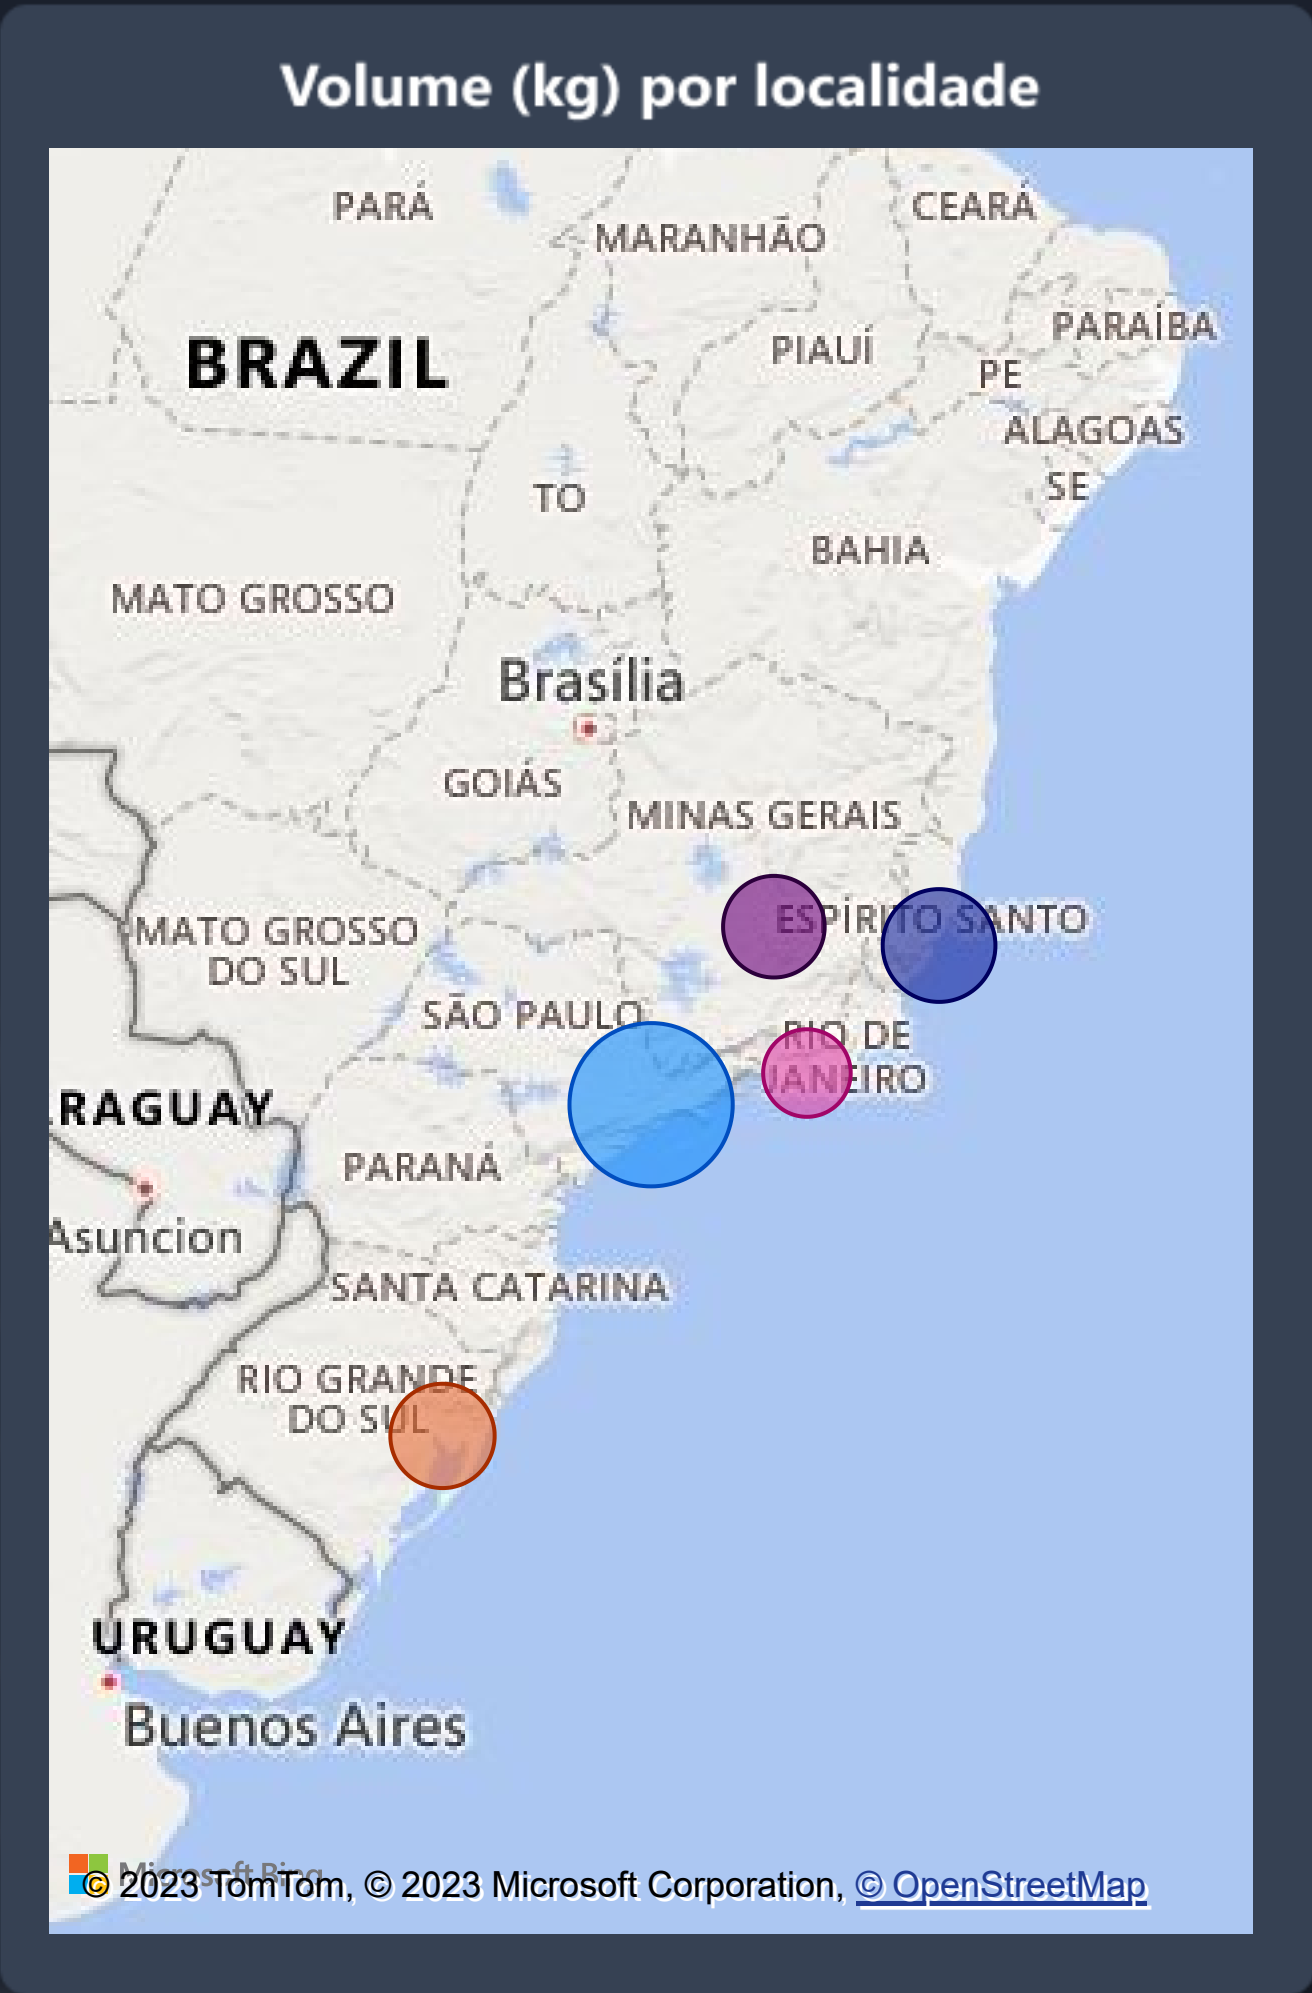 Volume (kg) por localidade
PARÁ
CEARÁ
MARANHÃO
PARAÍBA
BRAZIL
PIAUÍ
PE
ALAGOAS
SE
TO
BAHIA
MATO GROSSO
Brasília
GOIÁS
MINAS GERAIS
ESPÍRITO SANTO
MATO GROSSO
DO SUL
SÃO PAULO
RIO DE
JANEIRO
RAGUAY
PARANÁ
Asuncion
SANTA CATARINA
RIO GRANDE
DO SUL
URUGUAY
Buenos Aires
Microsoft Bing
© 2023 TomTom, © 2023 Microsoft Corporation, © OpenStreetMap